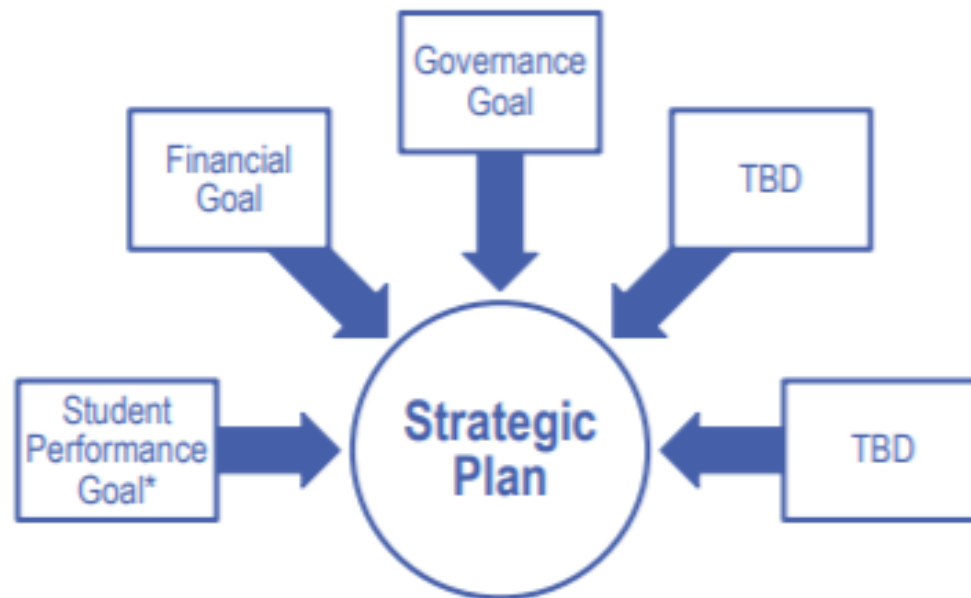 Governance
Goal
Financial
Goal
TBD
Student
Performance
Goal*
Strategic
Plan
TBD